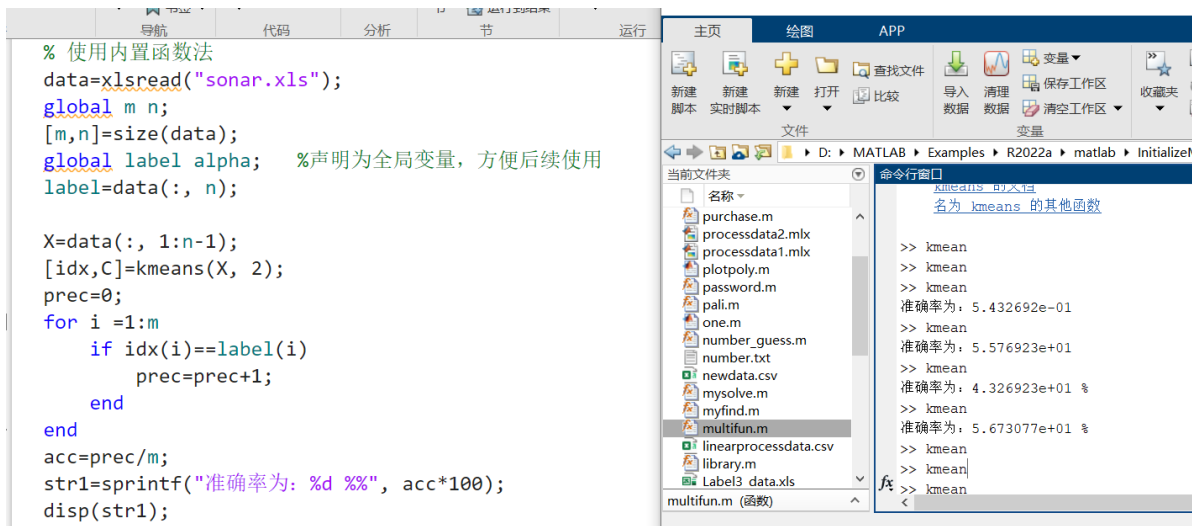 导航 代码 分析 节 运行
% 使用内置函数法
data=xlsread("sonar.xls");
global m n;
[m,n]=size(data);
global label alpha;   %声明为全局变量，方便后续使用
label=data(:, n);
X=data(:, 1:n-1);
[idx,C]=kmeans(X, 2);
prec=0;
for i =1:m
    if idx(i)==label(i)
        prec=prec+1;
    end
end
acc=prec/m;
str1=sprintf("准确率为: %d %%", acc*100);
disp(str1);
主页 绘图 APP
新建脚本
新建实时脚本
新建
打开
查找文件
比较
导入数据
清理数据
变量
保存工作区
清空工作区
收藏夹
文件 变量
D: MATLAB Examples R2022a matlab
当前文件夹
名称
purchase.m
processdata2.mlx
processdata1.mlx
plotpoly.m
password.m
pali.m
one.m
number_guess.m
number.txt
newdata.csv
mysolve.m
myfind.m
multifun.m
linearprocessdata.csv
library.m
Label3_data.xls
multifun.m (函数)
命令行窗口
kmeans 的文档
名为 kmeans 的其他函数
>> kmean
>> kmean
>> kmean
准确率为: 5.432692e-01
>> kmean
准确率为: 5.576923e+01
>> kmean
准确率为: 4.326923e+01 %
>> kmean
准确率为: 5.673077e+01 %
>> kmean
>> kmean
fx >> kmean